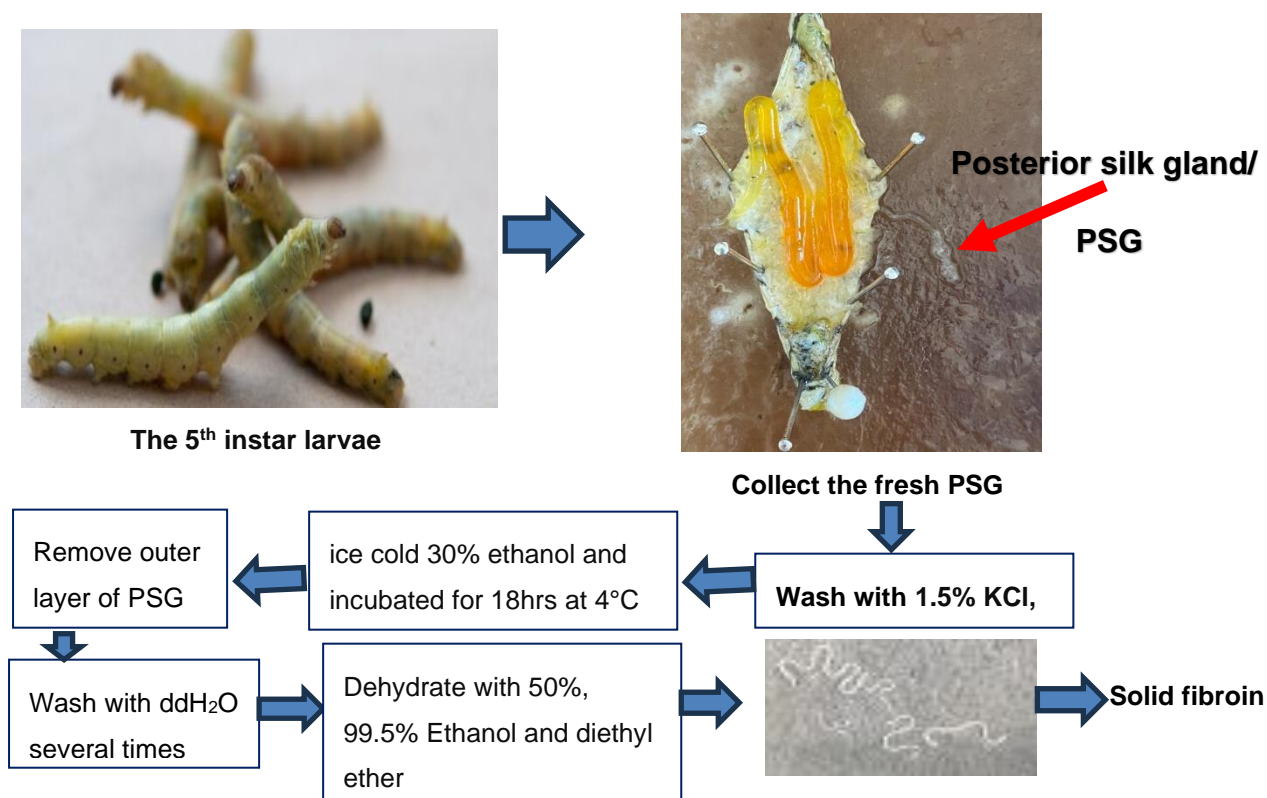 Posterior silk gland/
PSG
The 5th instar larvae
Collect the fresh PSG
Wash with 1.5% KCl,
ice cold 30% ethanol and
incubated for 18hrs at 4°C
Remove outer
layer of PSG
Wash with ddH₂O
several times
Dehydrate with 50%,
99.5% Ethanol and diethyl
ether
Solid fibroin